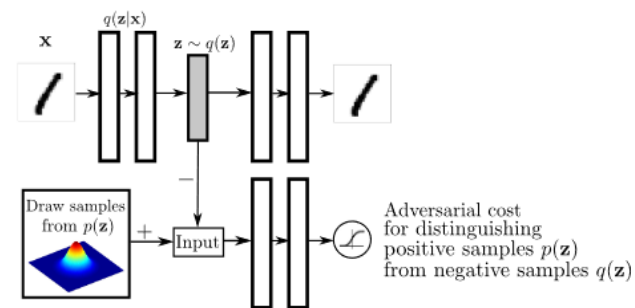 q(z|x)
x
z ∼ q(z)
−
Draw samples
from p(z)
+
Input
Adversarial cost
for distinguishing
positive samples p(z)
from negative samples q(z)